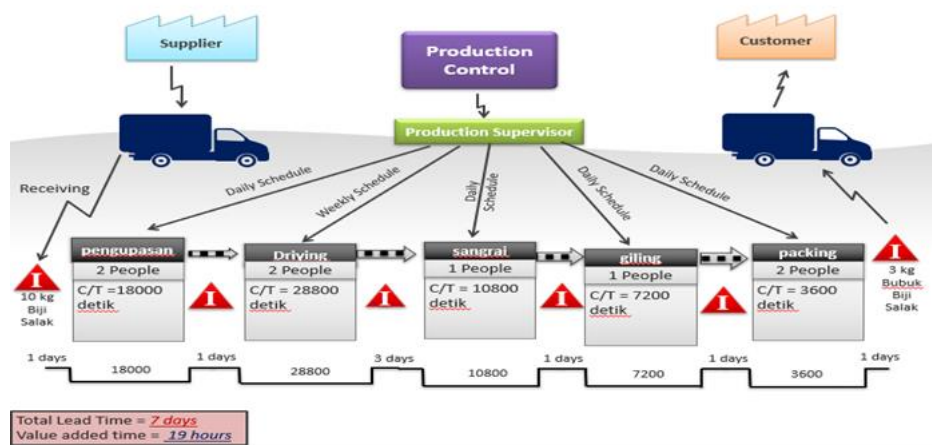 Supplier
Production
Control
Customer
Production Supervisor
Receiving
Daily Schedule
Weekly Schedule
Daily
Schedule
Daily Schedule
Daily Schedule
I
10 kg
Biji
Salak
pengupasan
2 People
C/T =18000
detik
I
Driying
2 People
C/T = 28800
detik
I
sangrai
1 People
C/T = 10800
detik
I
giling
1 People
C/T = 7200
detik
I
packing
2 People
C/T = 3600
detik
I
3 kg
Bubuk
Biji
Salak
1 days
18000
1 days
28800
3 days
10800
1 days
7200
1 days
3600
1 days
Total Lead Time = 7 days
Value added time = 19 hours